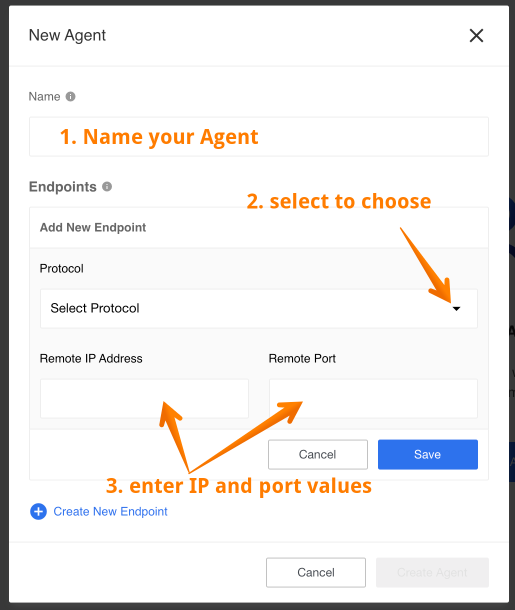 New Agent
Name
1. Name your Agent
Endpoints
2. select to choose
Add New Endpoint
Protocol
Select Protocol
Remote IP Address
Remote Port
Cancel
Save
3. enter IP and port values
Create New Endpoint
Cancel
Create Agent